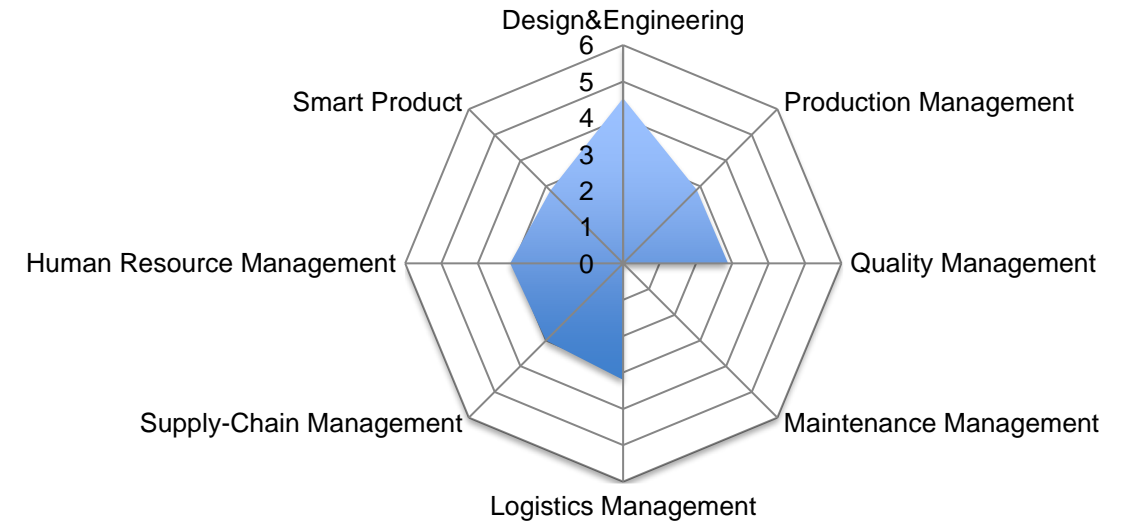 Design&Engineering
6
5
4
3
2
1
0
Smart Product
Production Management
Human Resource Management
Quality Management
Supply-Chain Management
Maintenance Management
Logistics Management